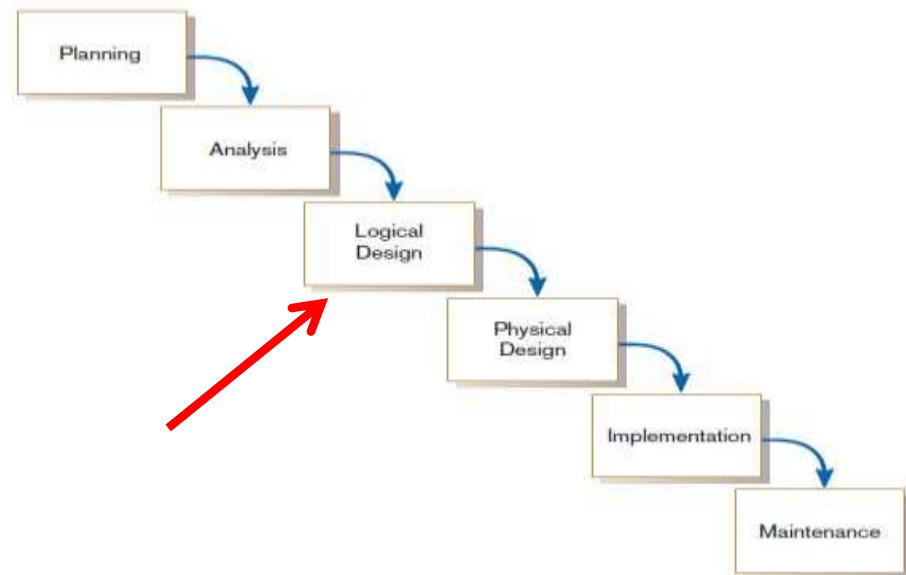 Planning
Analysis
Logical
Design
Physical
Design
Implementation
Maintenance